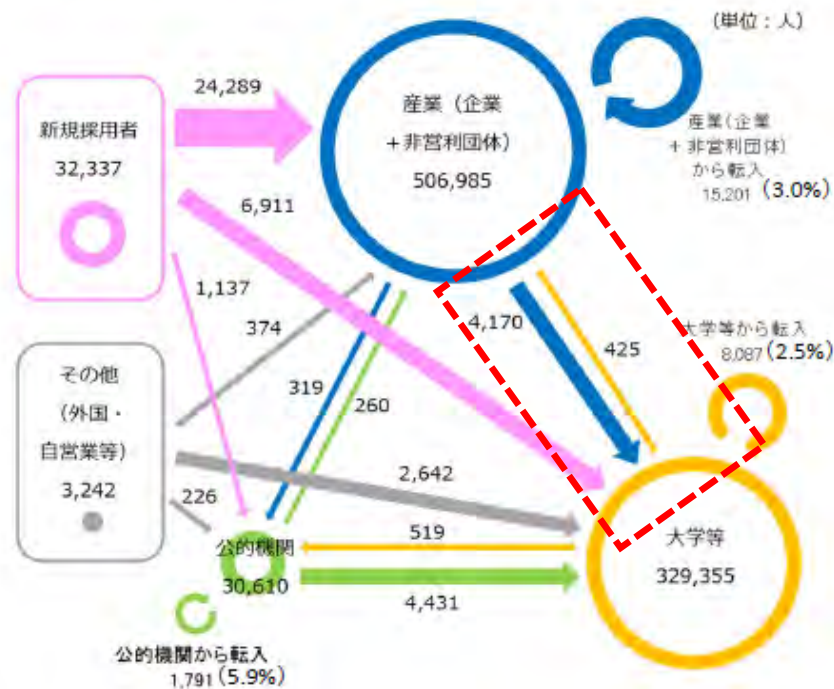 (単位：人)
24,289
新規採用者
32,337
産業（企業
＋非営利団体）
506,985
産業(企業
＋非営利団体)
から転入
15,201 (3.0%)
6,911
1,137
374
4,170
425
大学等から転入
8,087 (2.5%)
その他
（外国・
自営業等）
3,242
319
260
226
2,642
公的機関
30,610
519
4,431
大学等
329,355
公的機関から転入
1,791 (5.9%)